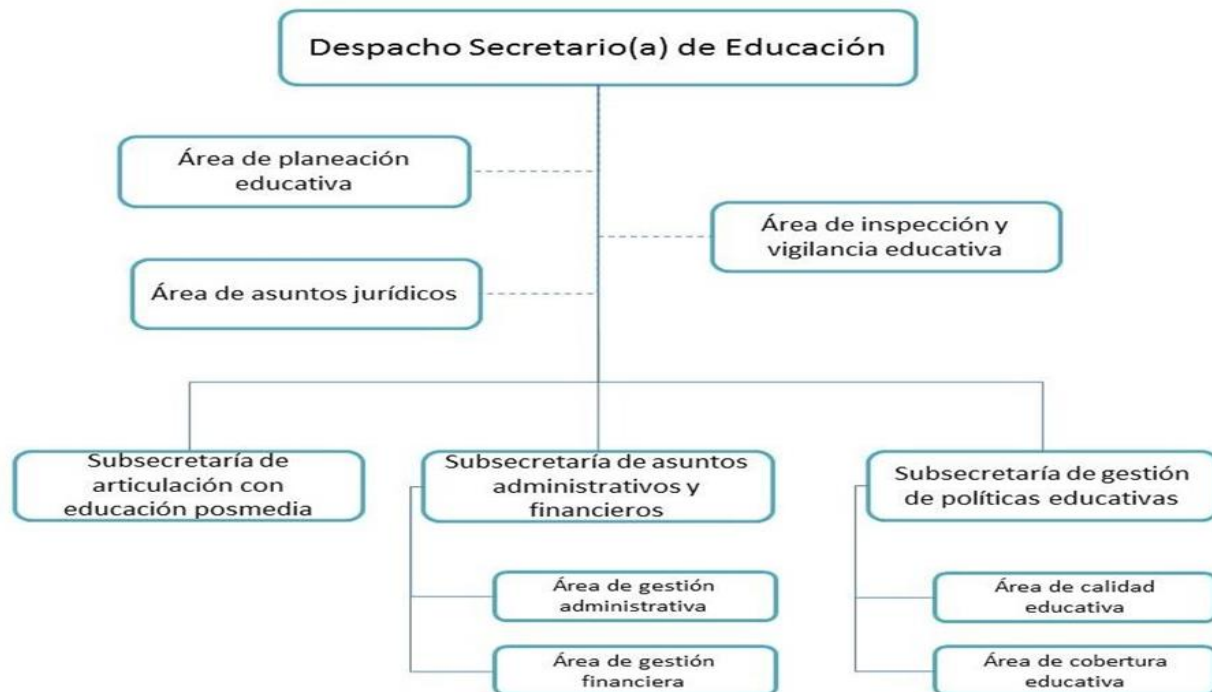 Despacho Secretario(a) de Educación
Área de planeación
educativa
Área de inspección y
vigilancia educativa
Área de asuntos jurídicos
Subsecretaría de
articulación con
educación posmedia
Subsecretaría de asuntos
administrativos y
financieros
Subsecretaría de gestión
de políticas educativas
Área de gestión
administrativa
Área de calidad
educativa
Área de gestión
financiera
Área de cobertura
educativa